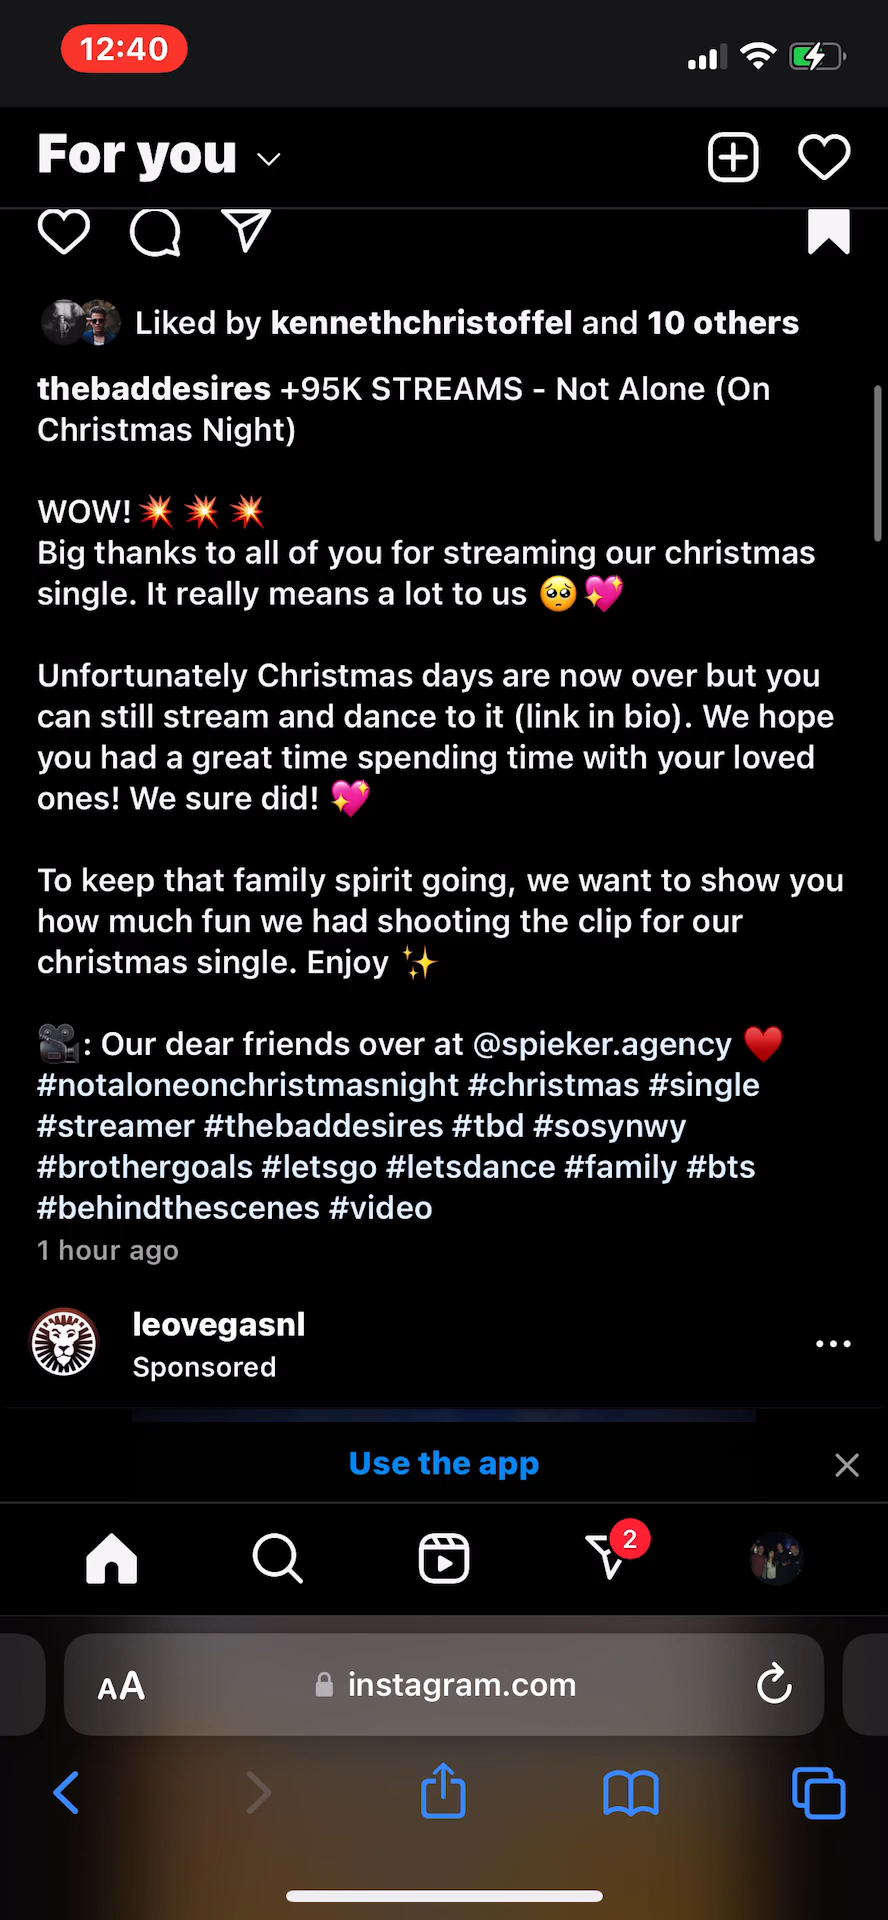 12:40
For you
Liked by kennethchristoffel and 10 others
thebaddesires +95K STREAMS - Not Alone (On
Christmas Night)
WOW!💥 💥 💥
Big thanks to all of you for streaming our christmas
single. It really means a lot to us 🥺💖
Unfortunately Christmas days are now over but you
can still stream and dance to it (link in bio). We hope
you had a great time spending time with your loved
ones! We sure did! 💖
To keep that family spirit going, we want to show you
how much fun we had shooting the clip for our
christmas single. Enjoy ✨
🎥: Our dear friends over at @spieker.agency ♥️
#notaloneonchristmasnight #christmas #single
#streamer #thebaddesires #tbd #sosynwy
#brothergoals #letsgo #letsdance #family #bts
#behindthescenes #video
1 hour ago
leovegasnl
Sponsored
Use the app
2
AA instagram.com